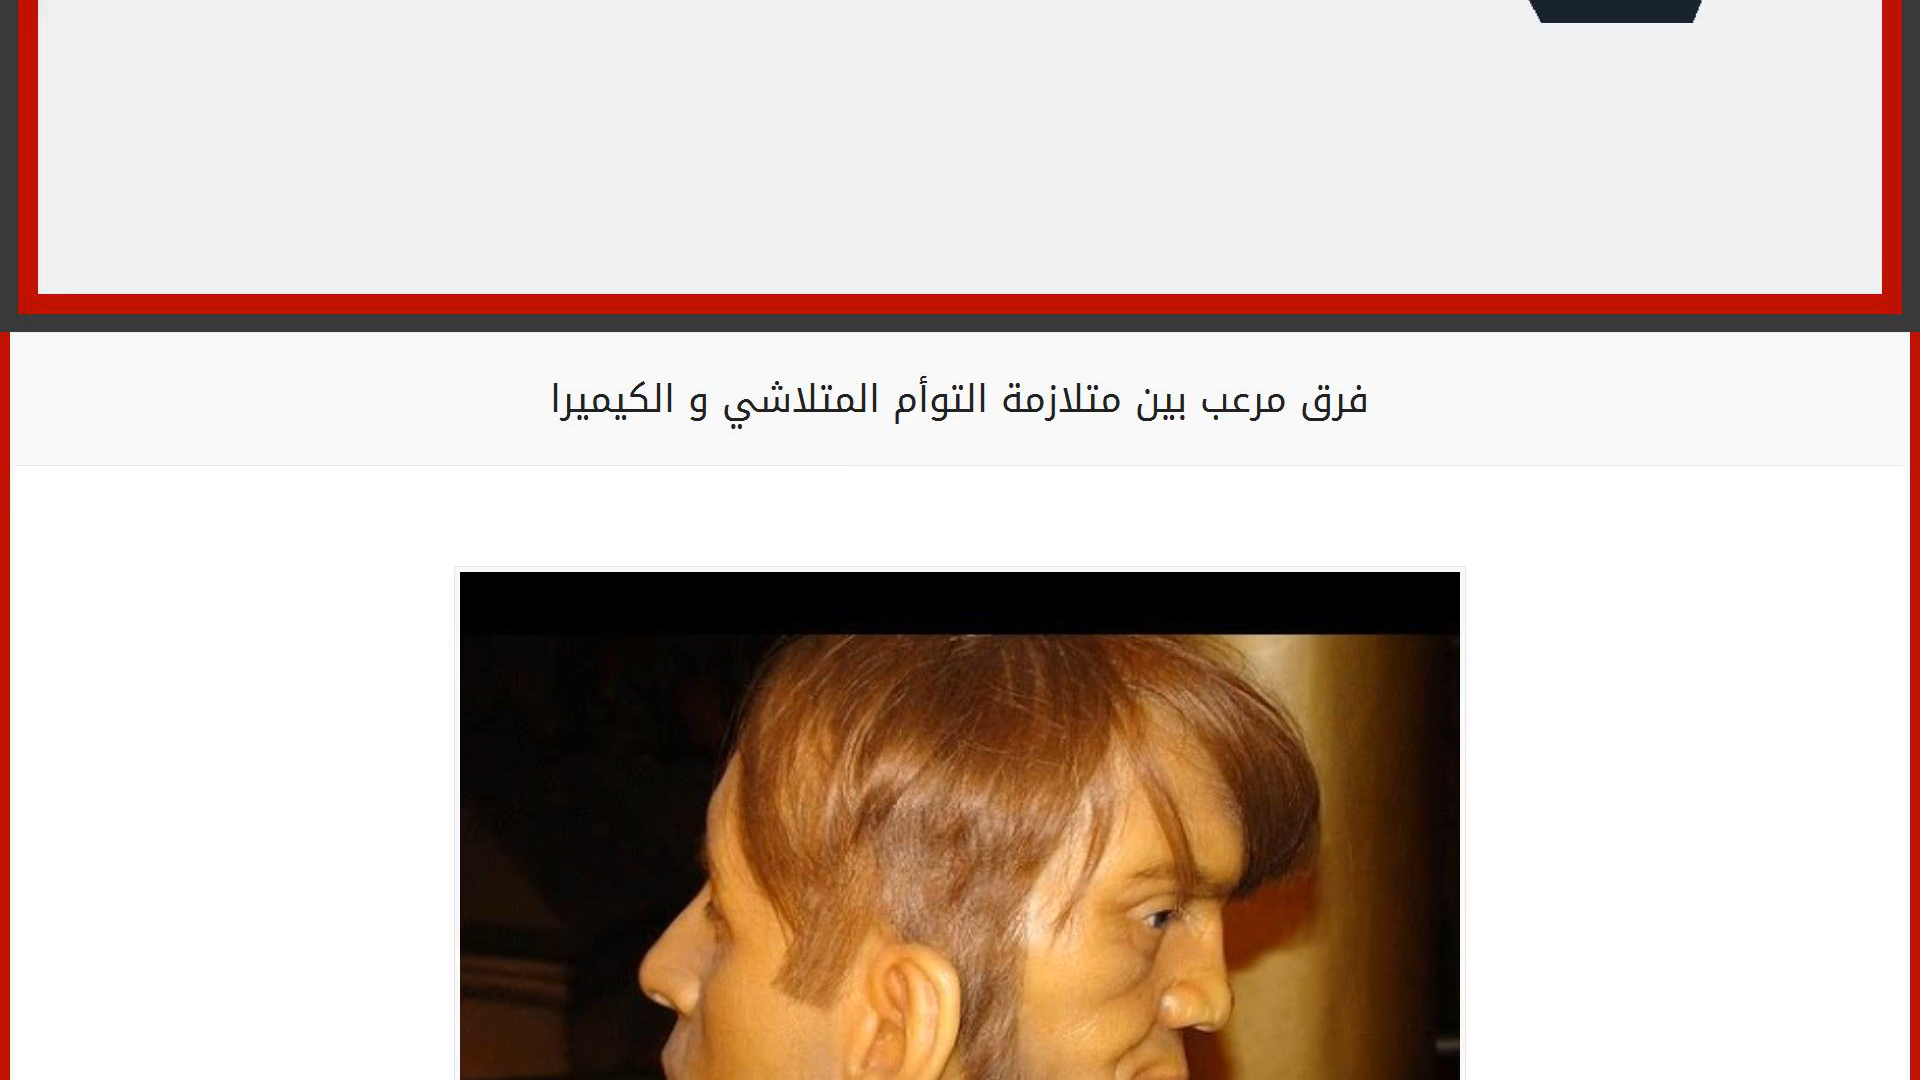 فرق مرعب بين متلازمة التوأم المتلاشي و الكيميرا